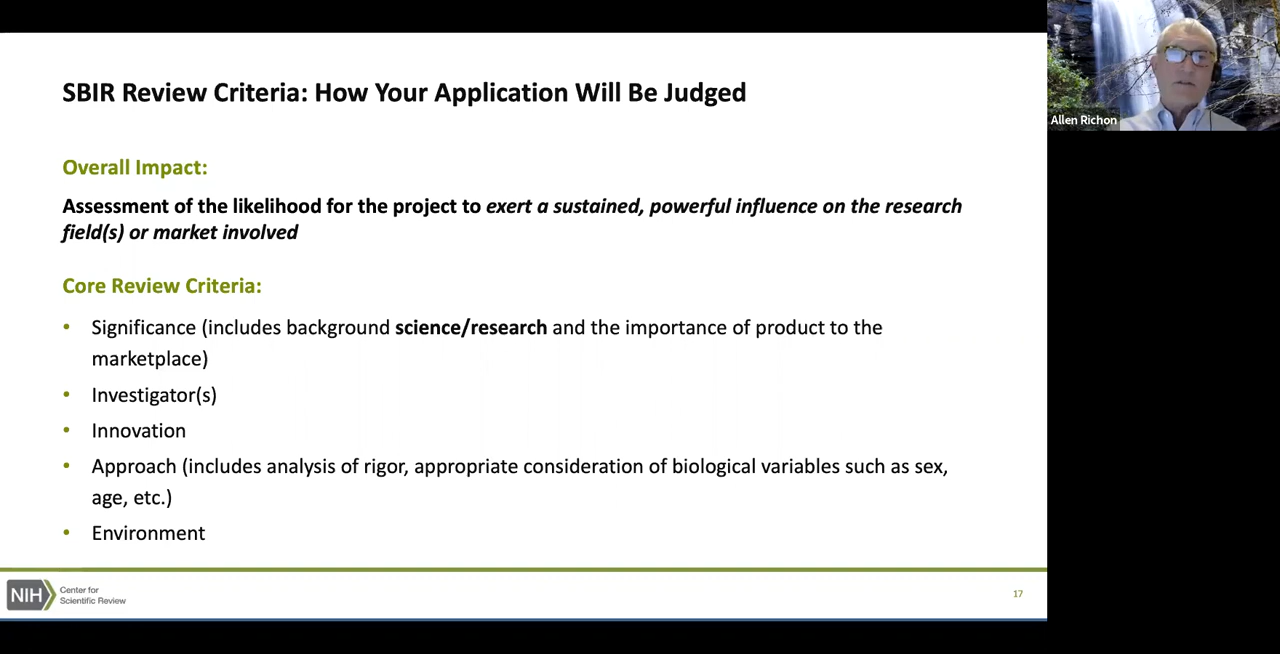 SBIR Review Criteria: How Your Application Will Be Judged
Allen Richon
Overall Impact:
Assessment of the likelihood for the project to exert a sustained, powerful influence on the research
field(s) or market involved
Core Review Criteria:
• Significance (includes background science/research and the importance of product to the
marketplace)
• Investigator(s)
• Innovation
• Approach (includes analysis of rigor, appropriate consideration of biological variables such as sex,
age, etc.)
• Environment
NIH
Center for
Scientific Review
17